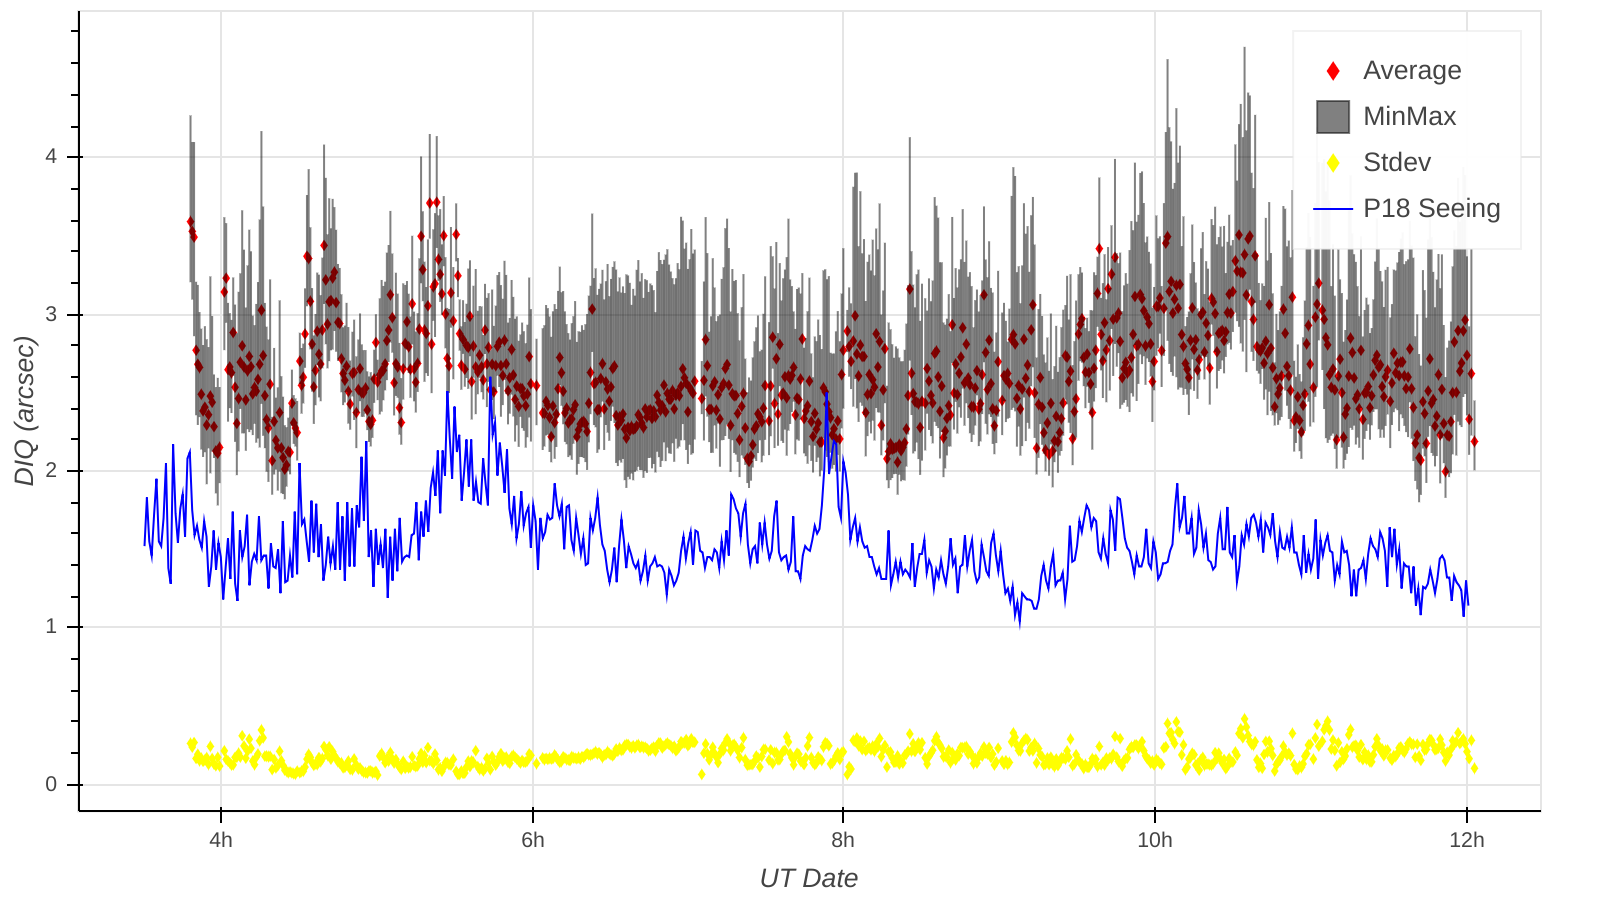 Average
MinMax
Stdev
P18 Seeing
DIQ (arcsec)
4
3
2
1
0
4h 6h 8h 10h 12h
UT Date